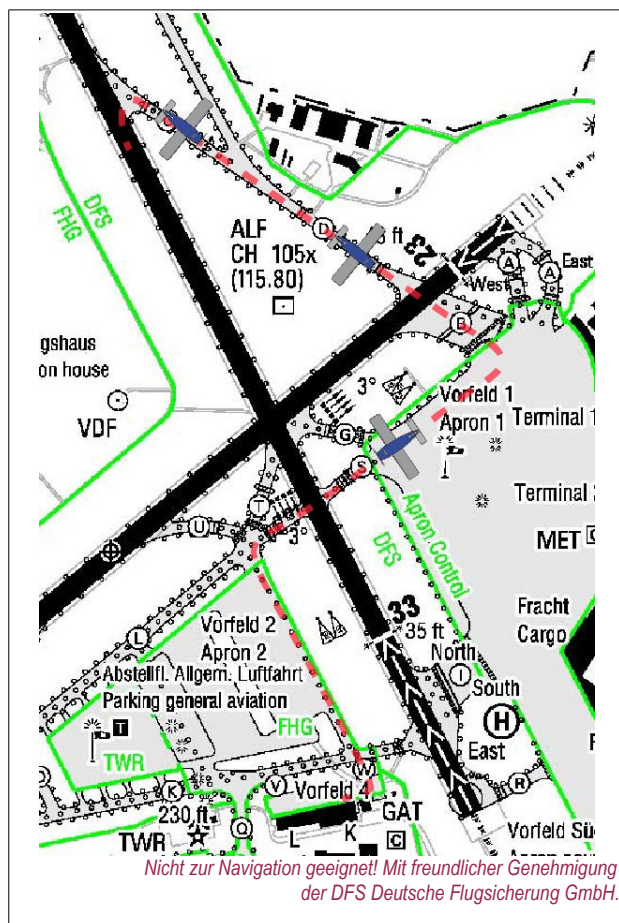 DFS
FHG
ALF
CH 105x
(115.80)
D
ft
23
West
A
A
East
B
gshaus
on house
VDF
3°
Vorfeld 1
Apron 1
Terminal 1
G
S
Terminal
T
U
3°
Apron Control
DFS
MET
C
33
35 ft
North
Fracht
Cargo
L
Vorfeld 2
Apron 2
Abstellfl. Allgem. Luftfahrt
Parking general aviation
I
South
H
T
FHG
East
TWR
W
K
V
Vorfeld 4
R
230 ft
GAT
TWR
Q
L
K
C
Vorfeld Sü
Nicht zur Navigation geeignet! Mit freundlicher Genehmigung
der DFS Deutsche Flugsicherung GmbH.